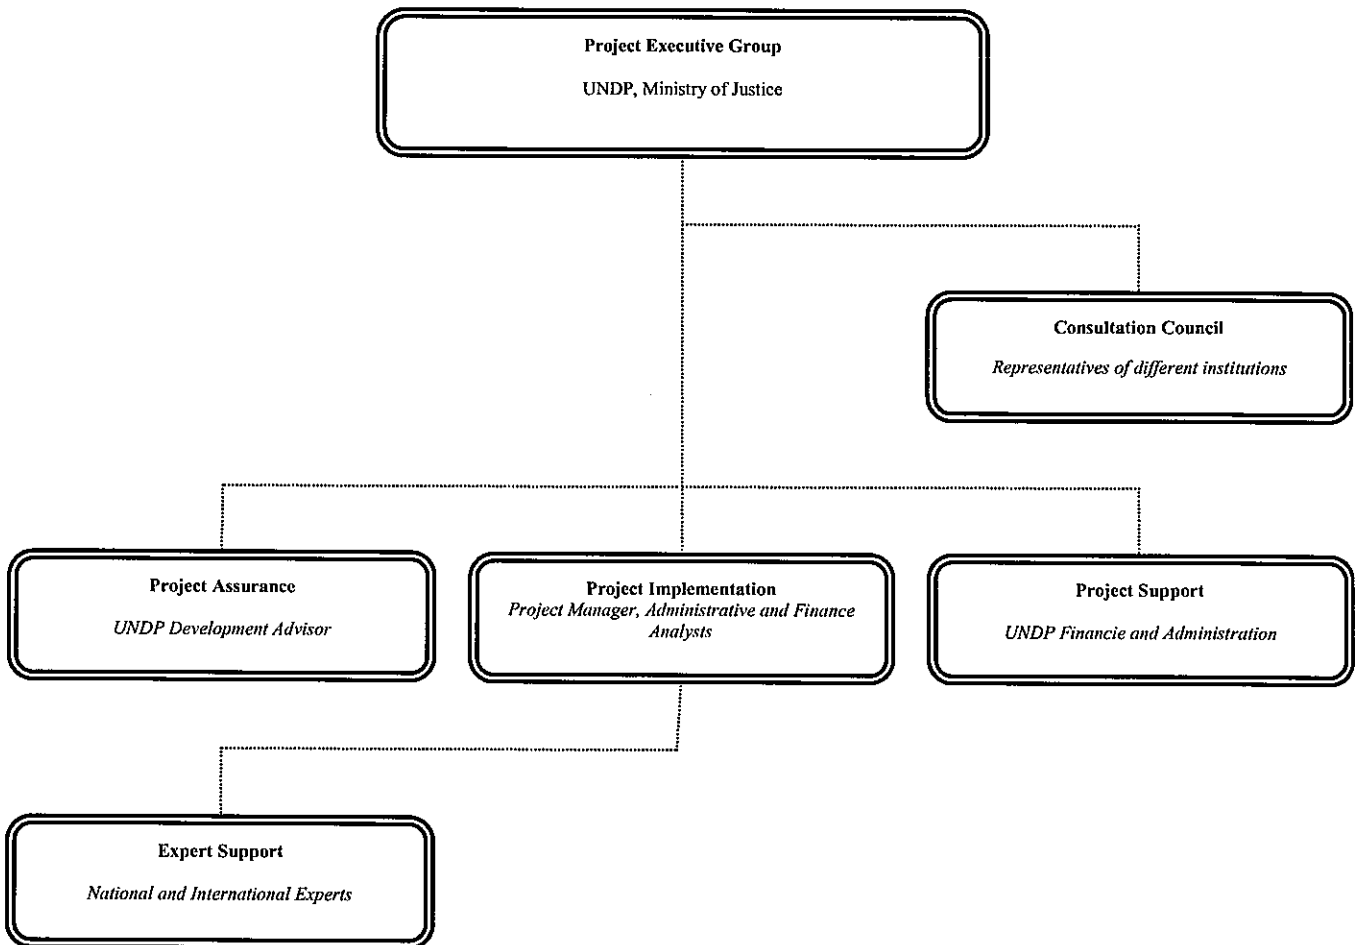 Project Executive Group
UNDP, Ministry of Justice
Consultation Council
Representatives of different institutions
Project Assurance
UNDP Development Advisor
Project Implementation
Project Manager, Administrative and Finance
Analysts
Project Support
UNDP Financie and Administration
Expert Support
National and International Experts